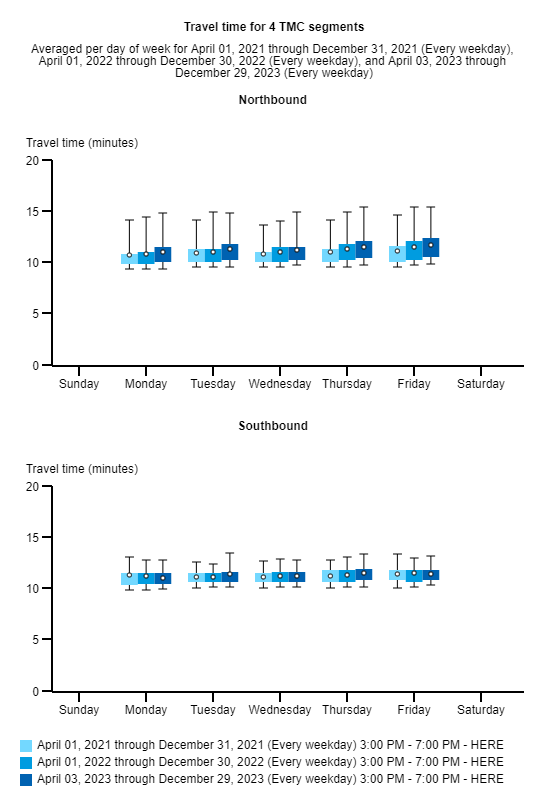 Travel time for 4 TMC segments
Averaged per day of week for April 01, 2021 through December 31, 2021 (Every weekday),
April 01, 2022 through December 30, 2022 (Every weekday), and April 03, 2023 through
December 29, 2023 (Every weekday)
Northbound
Travel time (minutes)
20
15
10
5
0
Sunday Monday Tuesday Wednesday Thursday Friday Saturday
Southbound
Travel time (minutes)
20
15
10
5
0
Sunday Monday Tuesday Wednesday Thursday Friday Saturday
April 01, 2021 through December 31, 2021 (Every weekday) 3:00 PM - 7:00 PM - HERE
April 01, 2022 through December 30, 2022 (Every weekday) 3:00 PM - 7:00 PM - HERE
April 03, 2023 through December 29, 2023 (Every weekday) 3:00 PM - 7:00 PM - HERE